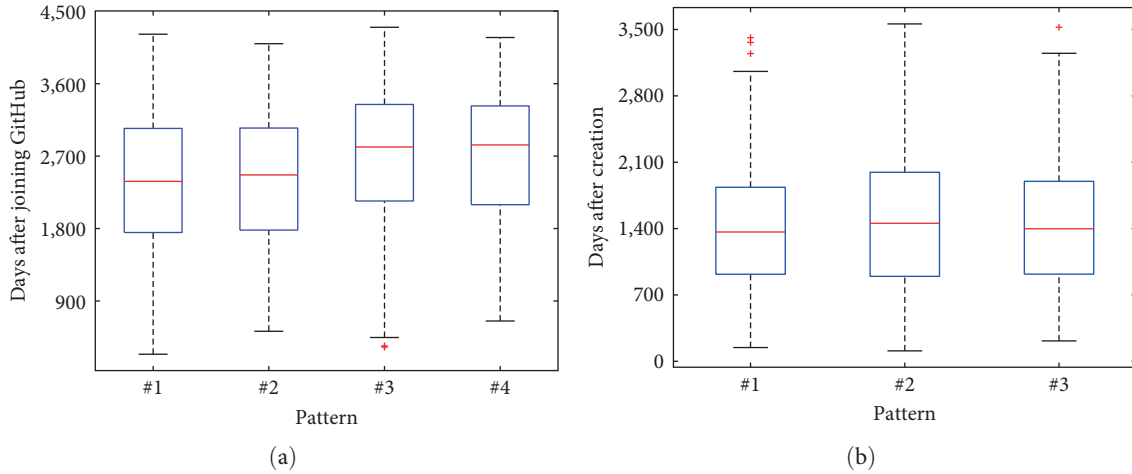 4,500
3,600
2,700
1,800
900
Days after joining GitHub
#1 #2 #3 #4
Pattern
(a)
3,500
2,800
2,100
1,400
700
0
Days after creation
#1 #2 #3
Pattern
(b)